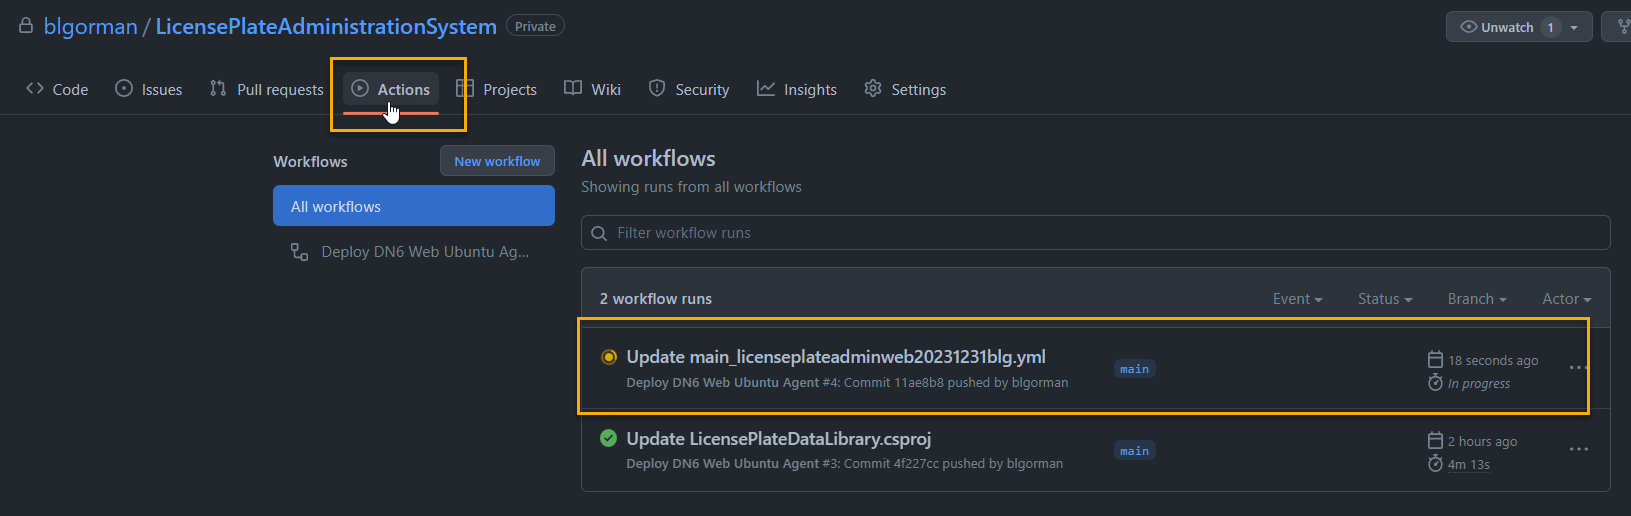 blgorman / LicensePlateAdministrationSystem Private Unwatch 1
Code Issues Pull requests Actions Projects Wiki Security Insights Settings
Workflows New workflow
All workflows
Deploy DN6 Web Ubuntu Ag...
All workflows
Showing runs from all workflows
Filter workflow runs
2 workflow runs Event Status Branch Actor
Update main_licenseplateadminweb20231231blg.yml
Deploy DN6 Web Ubuntu Agent #4: Commit 11ae8b8 pushed by blgorman
main
18 seconds ago
In progress
Update LicensePlateDataLibrary.csproj
Deploy DN6 Web Ubuntu Agent #3: Commit 4f227cc pushed by blgorman
main
2 hours ago
4m 13s